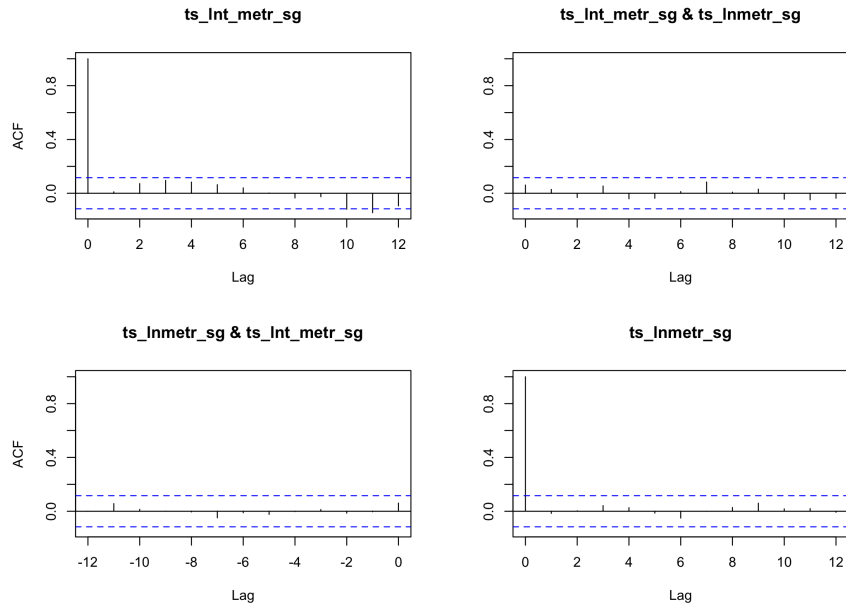 ts_lnt_metr_sg
ts_lnt_metr_sg & ts_lnmetr_sg
ACF
0.8
0.4
0.0
0.8
0.4
0.0
0 2 4 6 8 10 12
0 2 4 6 8 10 12
Lag
Lag
ts_lnmetr_sg & ts_lnt_metr_sg
ts_lnmetr_sg
ACF
0.8
0.4
0.0
0.8
0.4
0.0
-12 -10 -8 -6 -4 -2 0
0 2 4 6 8 10 12
Lag
Lag